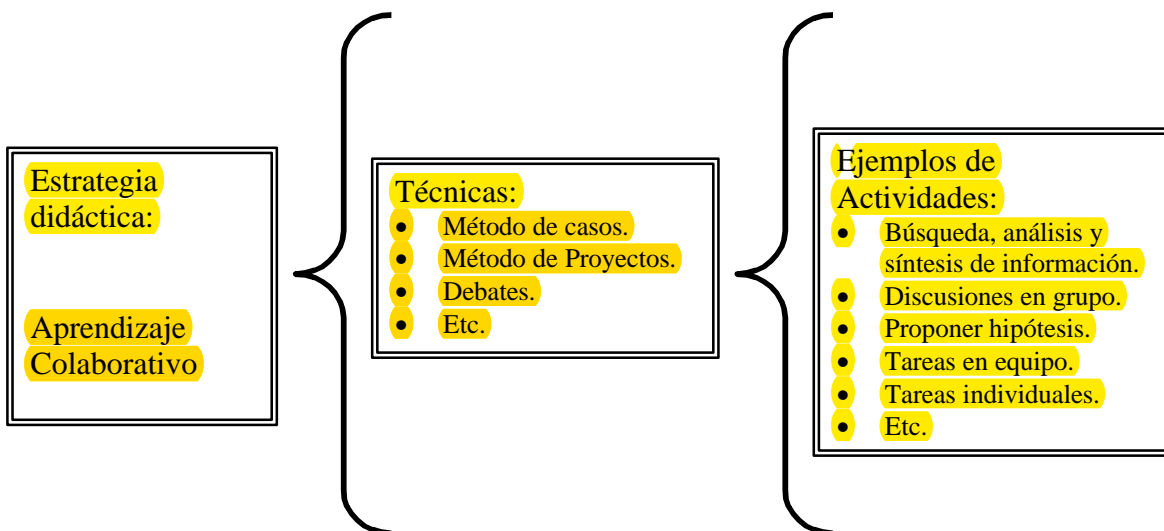 Estrategia
didáctica:
Aprendizaje
Colaborativo
Técnicas:
• Método de casos.
• Método de Proyectos.
• Debates.
• Etc.
Ejemplos de
Actividades:
• Búsqueda, análisis y
síntesis de información.
• Discusiones en grupo.
• Proponer hipótesis.
• Tareas en equipo.
• Tareas individuales.
• Etc.